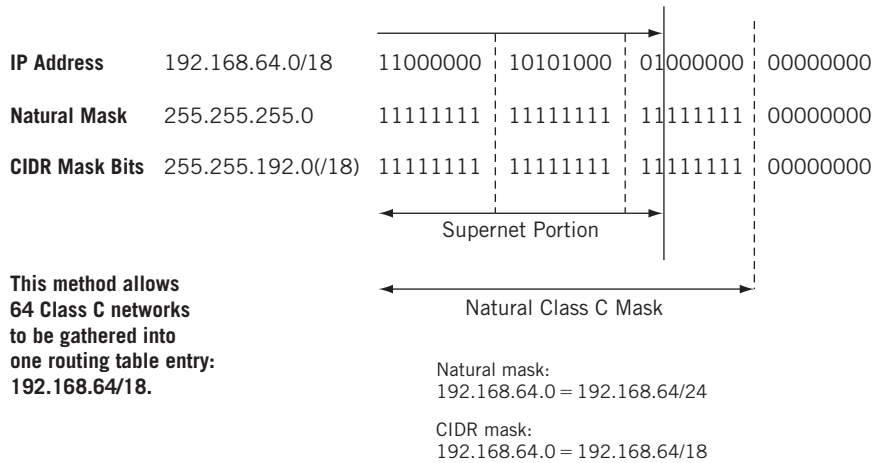 IP Address 192.168.64.0/18 11000000 10101000 01000000 00000000
Natural Mask 255.255.255.0 11111111 11111111 11111111 00000000
CIDR Mask Bits 255.255.192.0(/18) 11111111 11111111 11111111 00000000
Supernet Portion
This method allows
64 Class C networks
to be gathered into
one routing table entry:
192.168.64/18.
Natural Class C Mask
Natural mask:
192.168.64.0 = 192.168.64/24
CIDR mask:
192.168.64.0 = 192.168.64/18